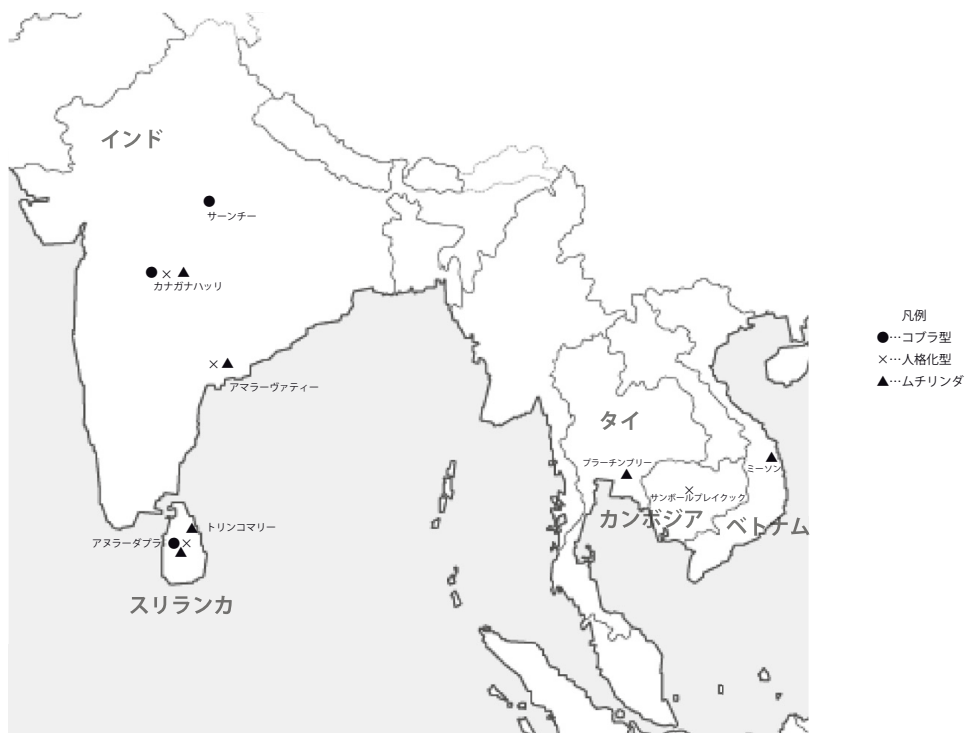 インド
サーンチー
カナガナハッリ
凡例
●…コブラ型
×…人格化型
▲…ムチリンダ
アマラーヴァティー
タイ
プラーチンブリー
ミーソン
サンボールプレイクック
カンボジア
ベトナム
トリンコマリー
アヌラーダプラ
スリランカ